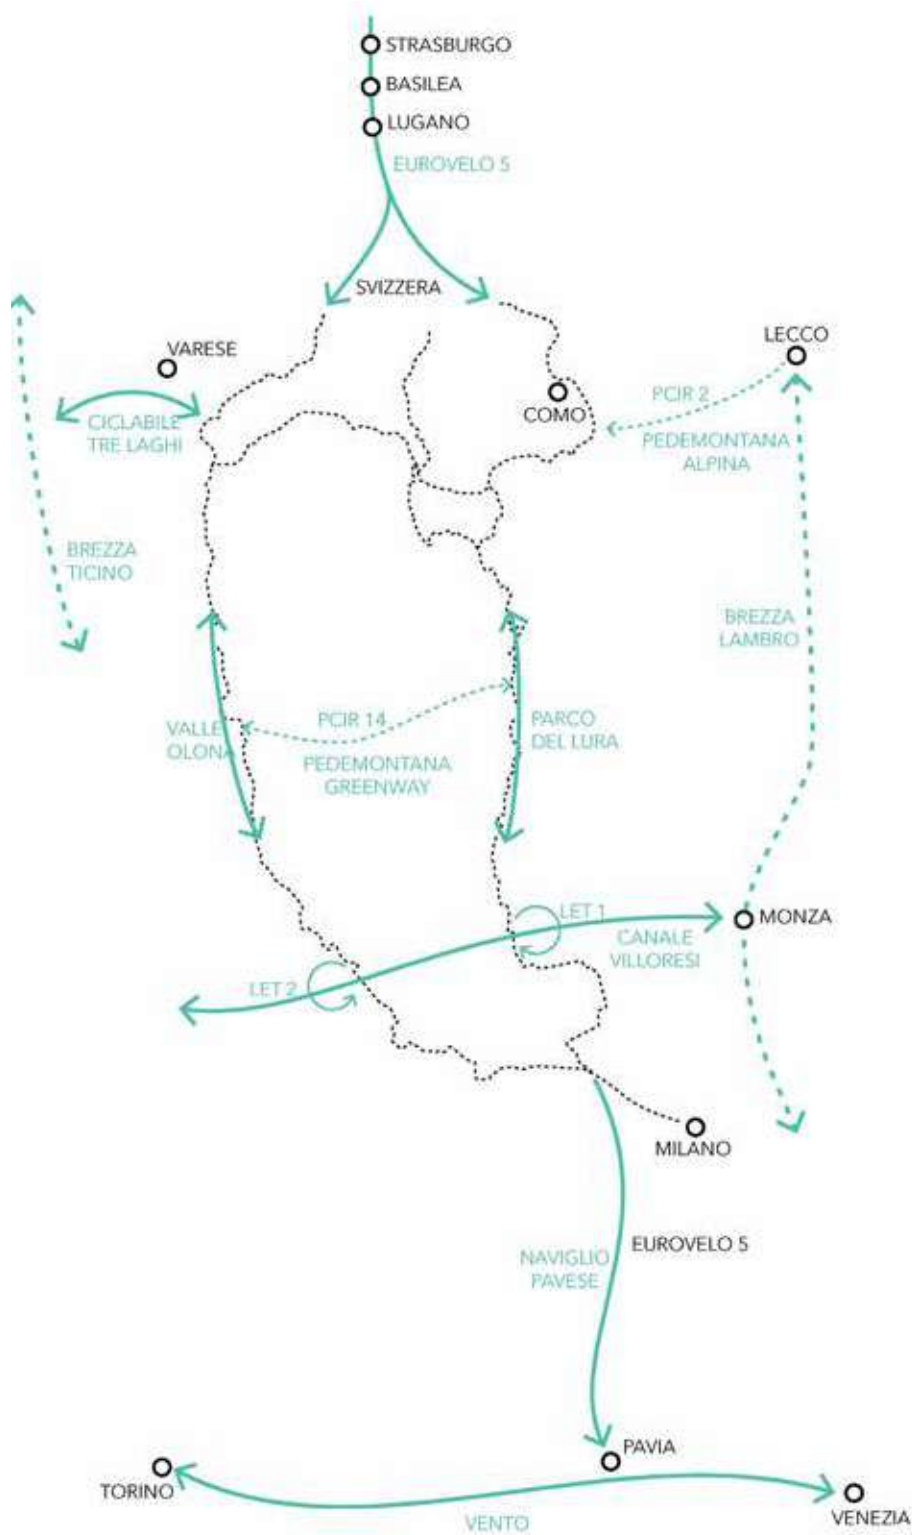 STRASBURGO
BASILEA
LUGANO
EUROVELO 5
SVIZZERA
VARESE
LECCO
CICLABILE
TRE LAGHI
COMO
PCIR 2
PEDEMONTANA
ALPINA
BREZZA
TICINO
BREZZA
LAMBRO
VALLE
OLONA
PCIR 14
PEDEMONTANA
GREENWAY
PARCO
DEL LURA
LET 1
CANALE
VILLORESI
MONZA
LET 2
MILANO
EUROVELO 5
NAVIGLIO
PAVESE
PAVIA
TORINO
VENTO
VENEZIA